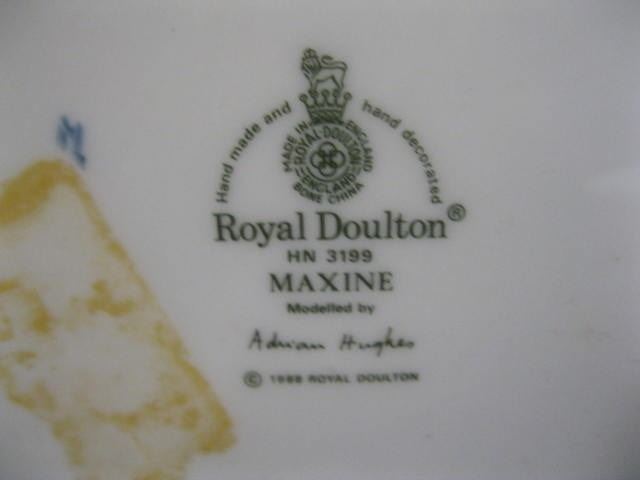 Hand made and hand decorated
MADE IN ENGLAND
ROYAL DOULTON
ENGLAND
BONE CHINA
Royal Doulton®
HN 3199
MAXINE
Modelled by
Adrian Hughes
© 1988 ROYAL DOULTON
M